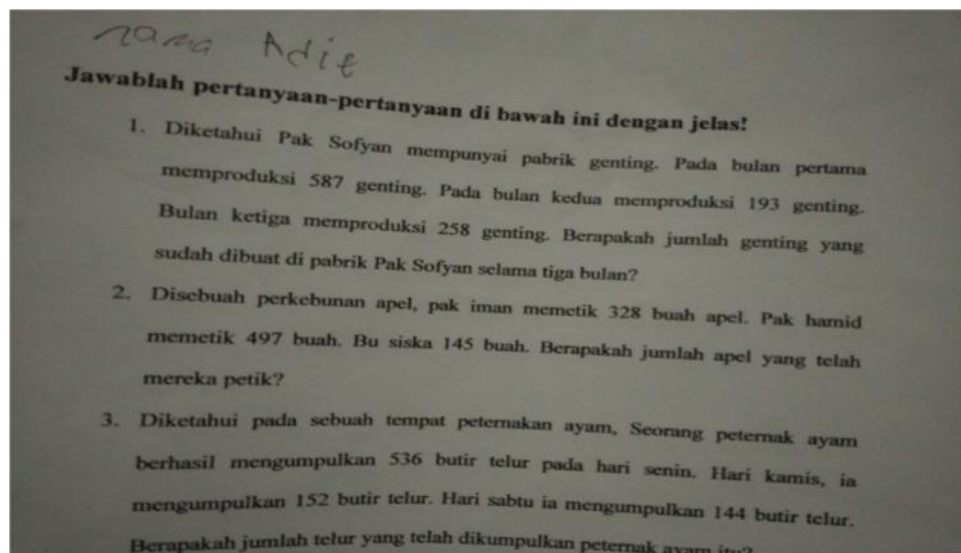 nama Adie
Jawablah pertanyaan-pertanyaan di bawah ini dengan jelas!
1. Diketahui Pak Sofyan mempunyai pabrik genting. Pada bulan pertama
memproduksi 587 genting. Pada bulan kedua memproduksi 193 genting.
Bulan ketiga memproduksi 258 genting. Berapakah jumlah genting yang
sudah dibuat di pabrik Pak Sofyan selama tiga bulan?
2. Disebuah perkebunan apel, pak iman memetik 328 buah apel. Pak hamid
memetik 497 buah. Bu siska 145 buah. Berapakah jumlah apel yang telah
mereka petik?
3. Diketahui pada sebuah tempat peternakan ayam, Seorang peternak ayam
berhasil mengumpulkan 536 butir telur pada hari senin. Hari kamis, ia
mengumpulkan 152 butir telur. Hari sabtu ia mengumpulkan 144 butir telur.
Berapakah jumlah telur yang telah dikumpulkan peternak ayam itu?